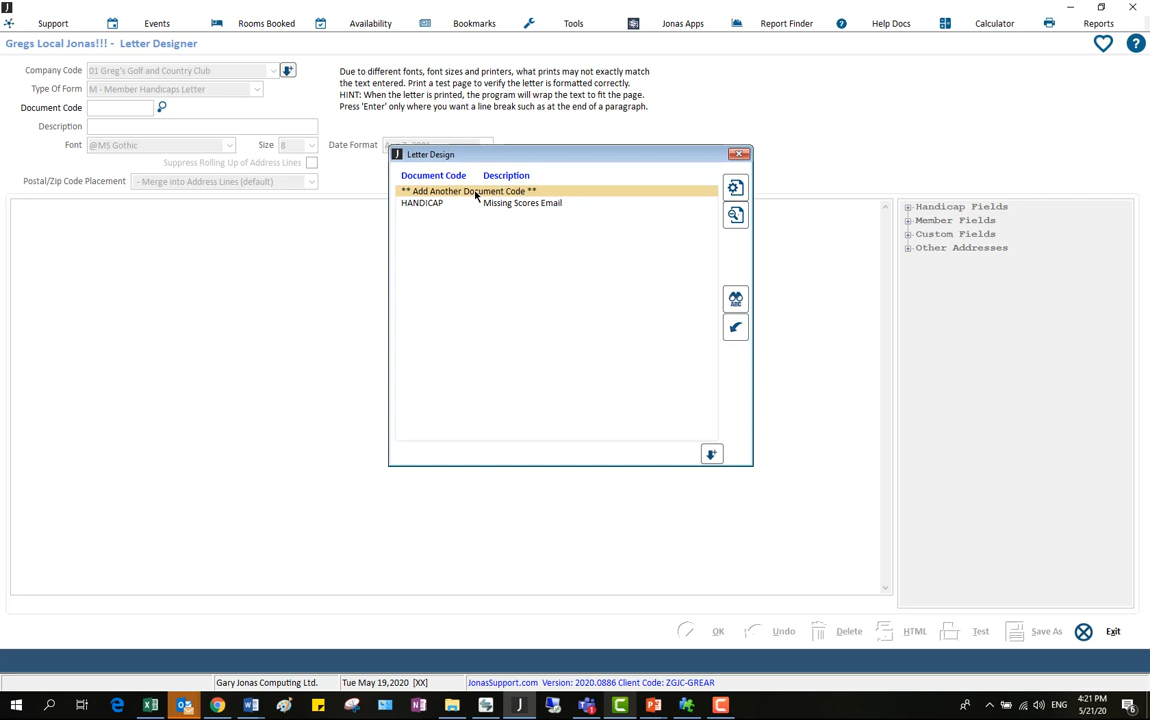 J
Support Events Rooms Booked Availability Bookmarks Tools Jonas Apps Report Finder Help Docs Calculator Reports
Gregs Local Jonas!!! - Letter Designer
Company Code 01 Greg's Golf and Country Club
Type Of Form M - Member Handicaps Letter
Document Code
Description
Font @MS Gothic Size 8 Date Format
Suppress Rolling Up of Address Lines
Postal/Zip Code Placement - Merge into Address Lines (default)
Due to different fonts, font sizes and printers, what prints may not exactly match
the text entered. Print a test page to verify the letter is formatted correctly.
HINT: When the letter is printed, the program will wrap the text to fit the page.
Press 'Enter' only where you want a line break such as at the end of a paragraph.
J Letter Design
Document Code Description
** Add Another Document Code **
HANDICAP Missing Scores Email
ABC
Handicap Fields
Member Fields
Custom Fields
Other Addresses
OK Undo Delete HTML Test Save As Exit
Gary Jonas Computing Ltd. Tue May 19,2020 [XX] JonasSupport.com Version: 2020.0886 Client Code: ZGJC-GREAR
ENG 4:21 PM
5/21/20